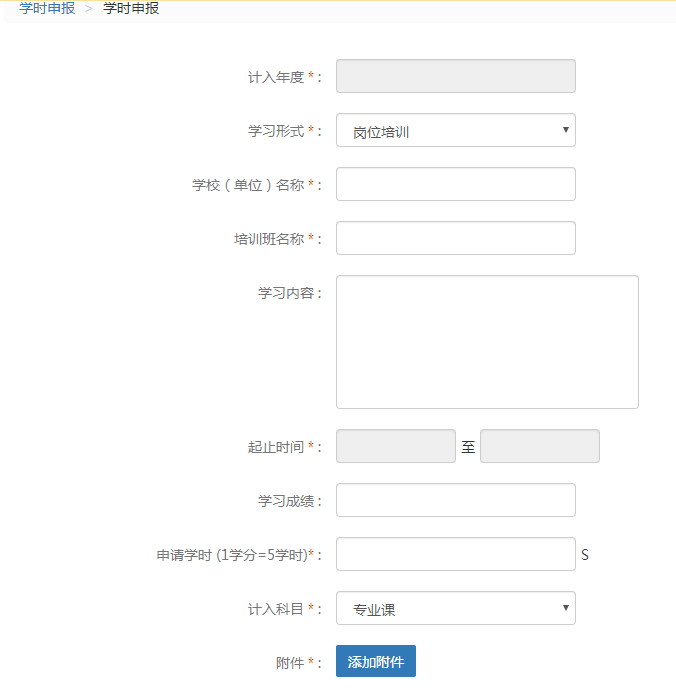 学时申报 > 学时申报
计入年度 * :
学习形式 * : 岗位培训
学校 ( 单位 ) 名称 * :
培训班名称 * :
学习内容 :
起止时间 * : 至
学习成绩 :
申请学时 (1学分=5学时)* : S
计入科目 * : 专业课
附件 * : 添加附件